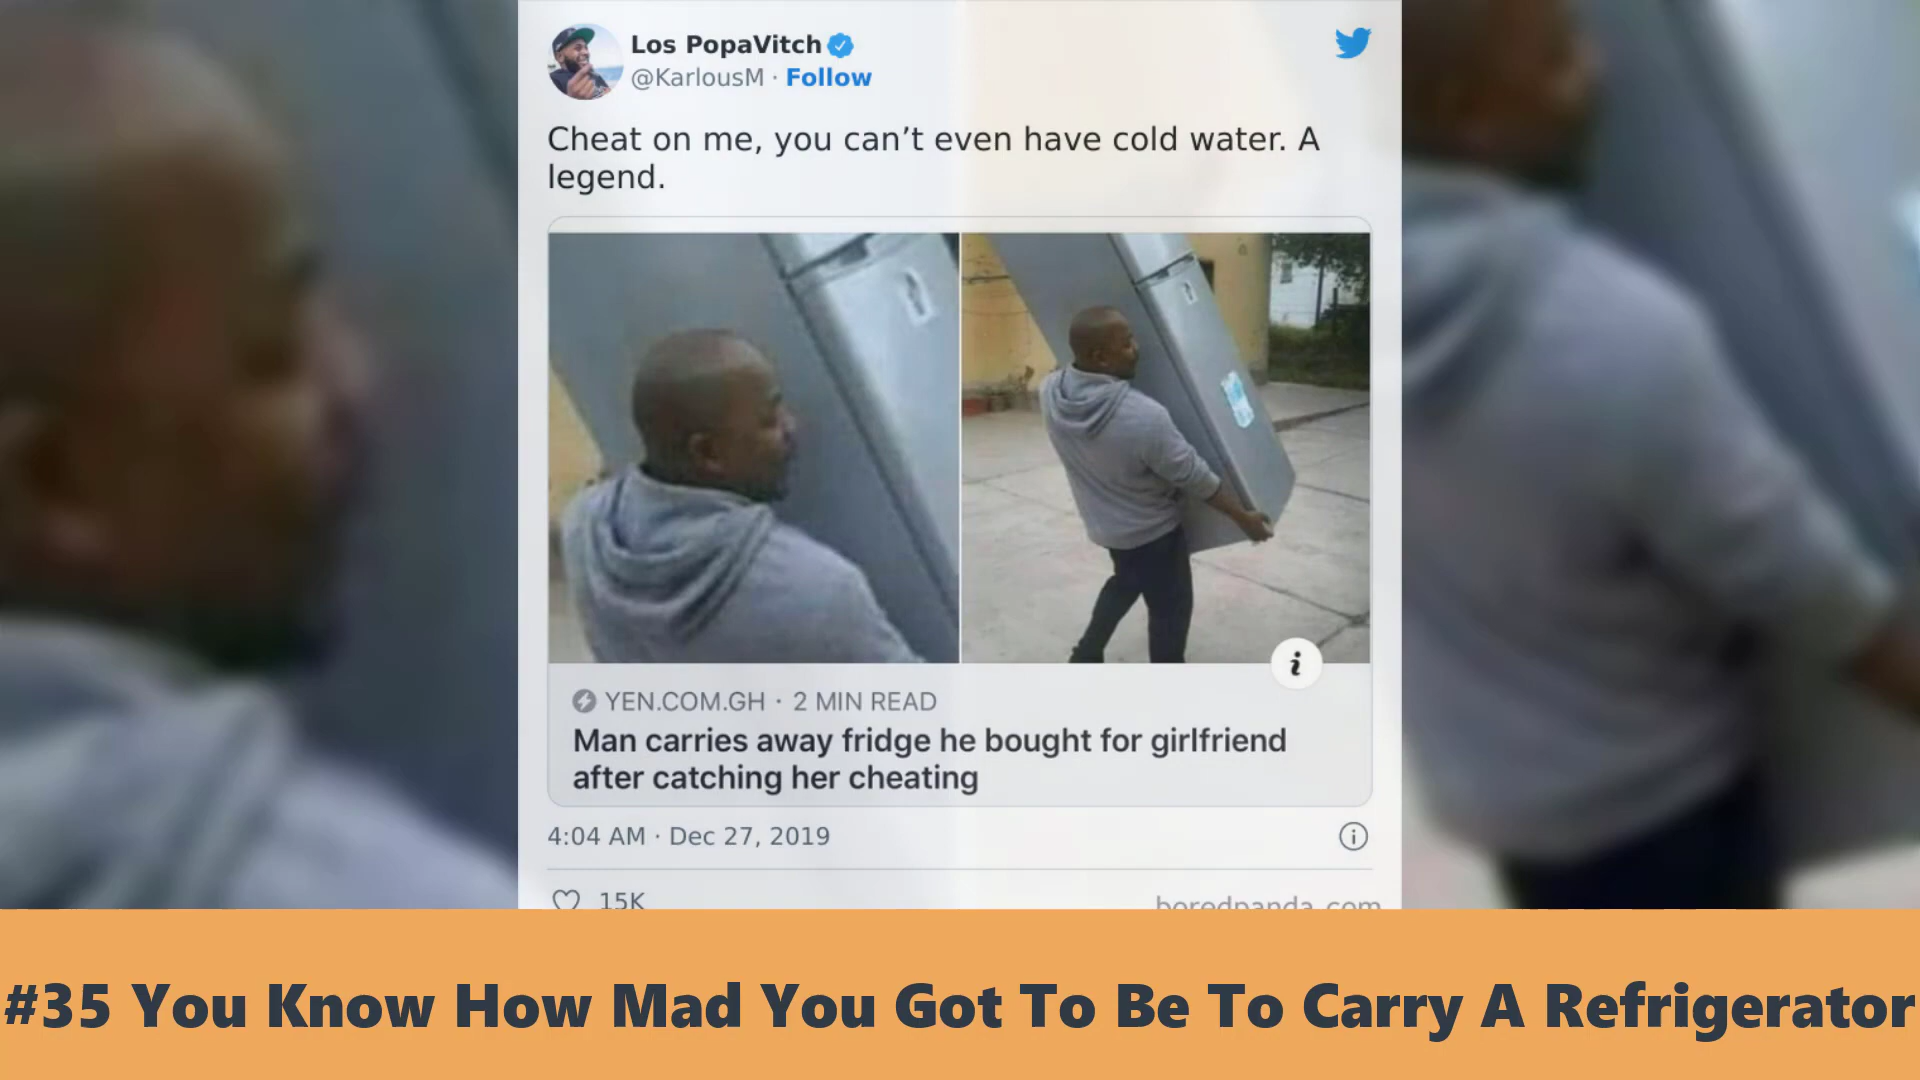 Los PopaVitch
@KarlousM · Follow
Cheat on me, you can’t even have cold water. A
legend.
YEN.COM.GH · 2 MIN READ
Man carries away fridge he bought for girlfriend
after catching her cheating
4:04 AM · Dec 27, 2019
15K
boredpanda.com
#35 You Know How Mad You Got To Be To Carry A Refrigerator